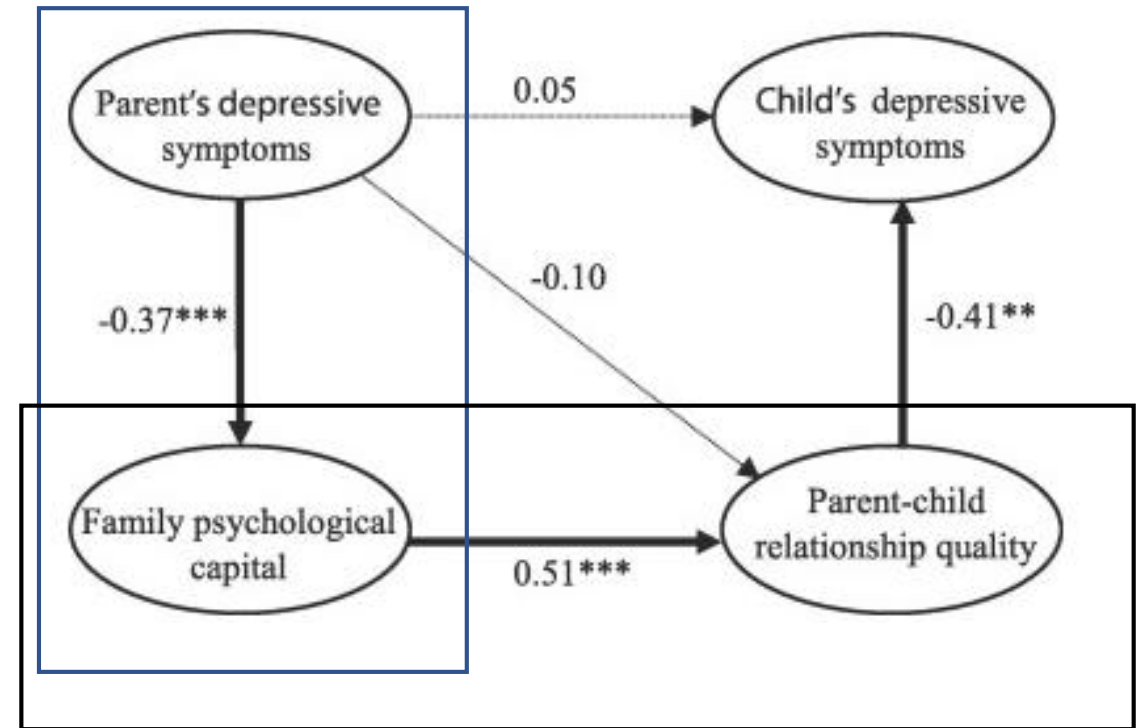 Parent's depressive
symptoms
0.05
Child's depressive
symptoms
-0.10
-0.37***
-0.41**
Family psychological
capital
0.51***
Parent-child
relationship quality